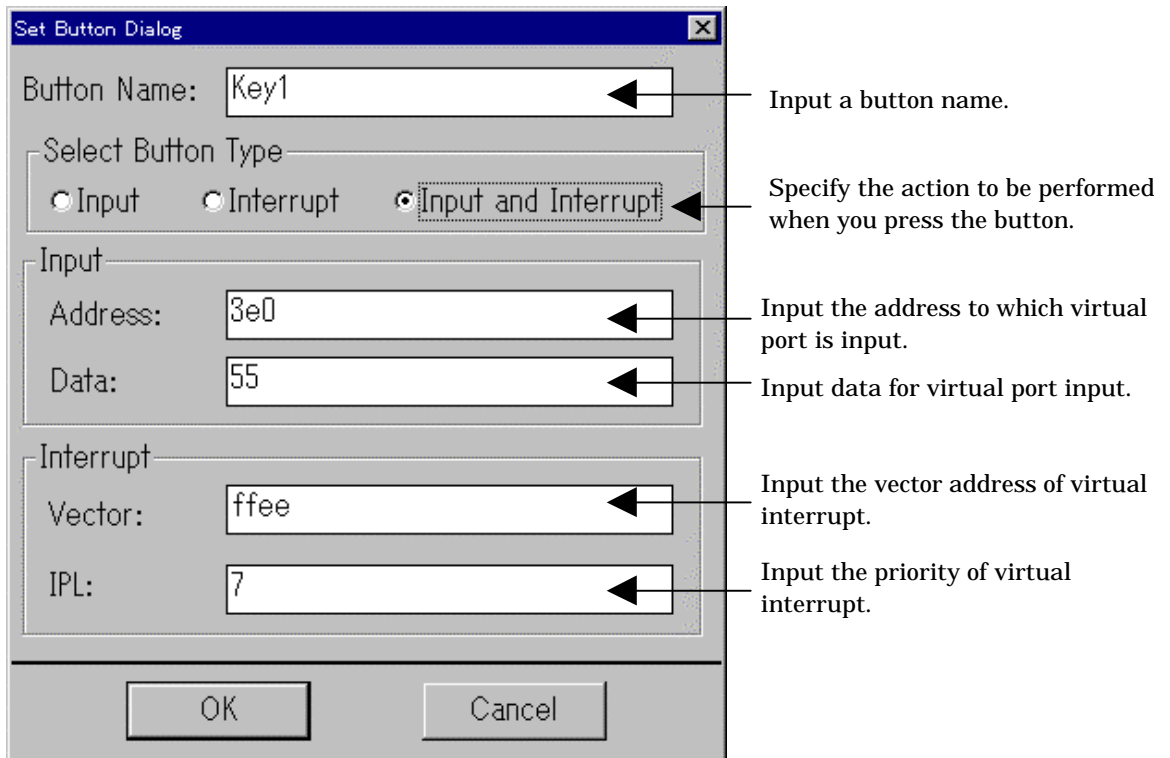 Set Button Dialog
Button Name: Key1
Input a button name.
Select Button Type
Input Interrupt Input and Interrupt
Specify the action to be performed
when you press the button.
Input
Address: 3e0
Input the address to which virtual
port is input.
Data: 55
Input data for virtual port input.
Interrupt
Vector: ffee
Input the vector address of virtual
interrupt.
IPL: 7
Input the priority of virtual
interrupt.
OK Cancel